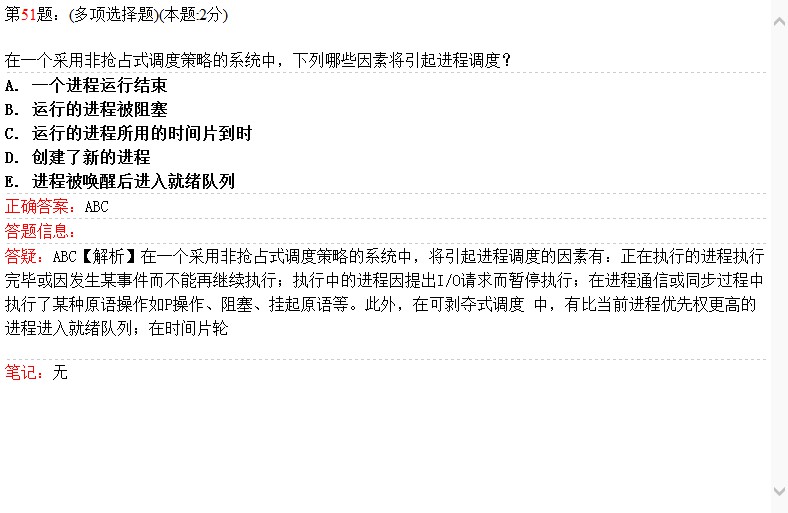 第51题：(多项选择题)(本题:2分)
在一个采用非抢占式调度策略的系统中，下列哪些因素将引起进程调度？
A. 一个进程运行结束
B. 运行的进程被阻塞
C. 运行的进程所用的时间片到时
D. 创建了新的进程
E. 进程被唤醒后进入就绪队列
正确答案：ABC
答题信息：
答疑：ABC【解析】在一个采用非抢占式调度策略的系统中，将引起进程调度的因素有：正在执行的进程执行
完毕或因发生某事件而不能再继续执行；执行中的进程因提出I/O请求而暂停执行；在进程通信或同步过程中
执行了某种原语操作如P操作、阻塞、挂起原语等。此外，在可剥夺式调度 中，有比当前进程优先权更高的
进程进入就绪队列；在时间片轮
笔记：无